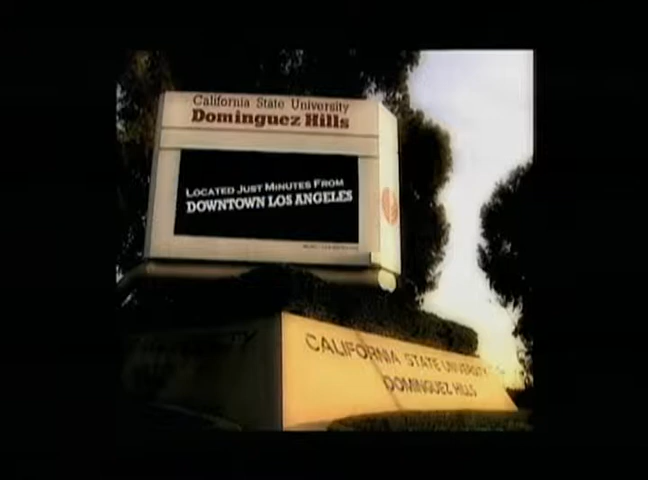 California State University
Dominguez Hills
LOCATED JUST MINUTES FROM
DOWNTOWN LOS ANGELES
CALIFORNIA STATE UNIVERSITY
DOMINGUEZ HILLS